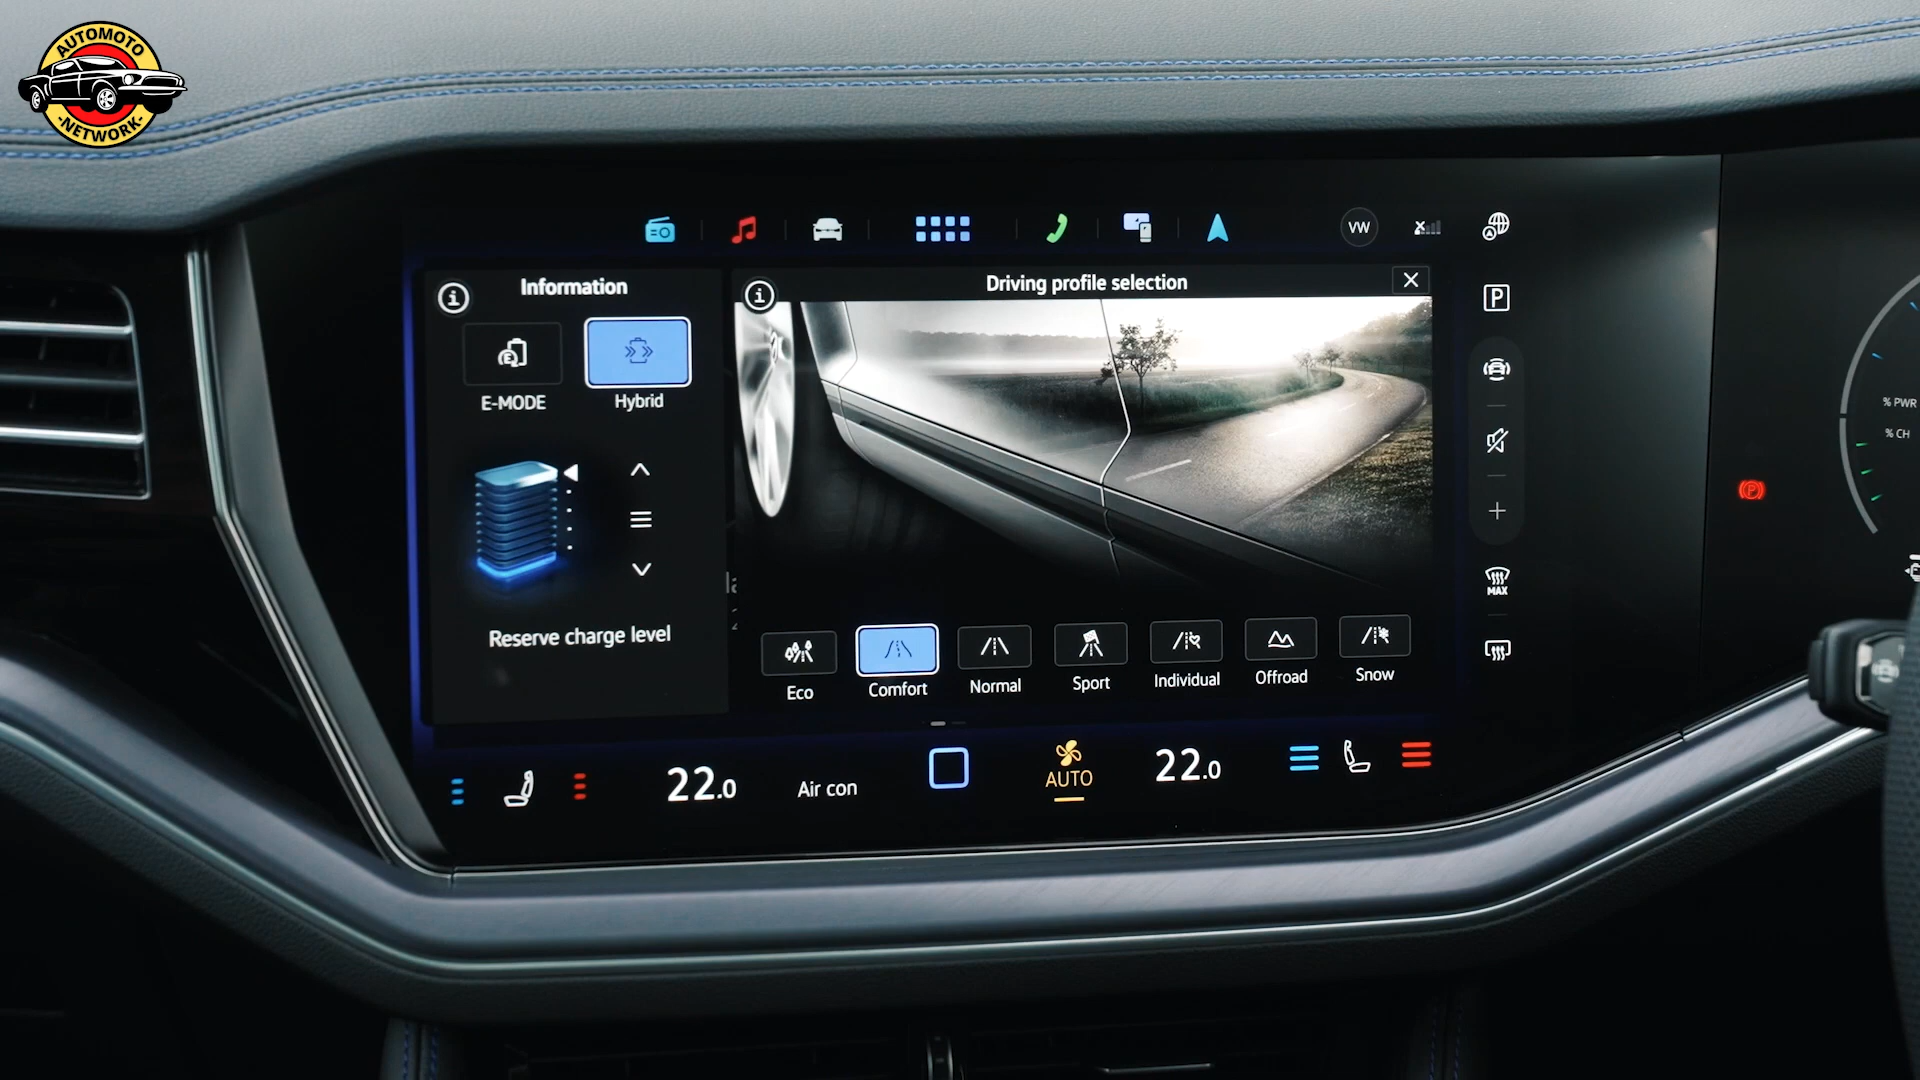 AUTOMOTO
-NETWORK-
VW
Information
Driving profile selection
E-MODE
Hybrid
Reserve charge level
Eco
Comfort
Normal
Sport
Individual
Offroad
Snow
22.0
Air con
AUTO
22.0
P
MAX
% PWR
% CH